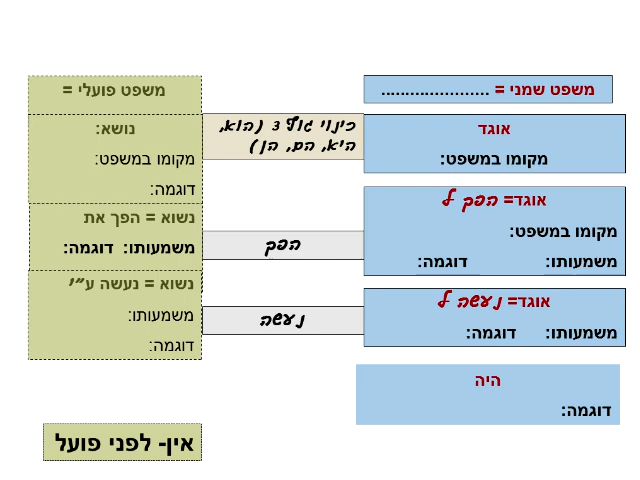 משפט שמני = ......................
אוגד
מקומו במשפט:
אוגד= הפך ל
מקומו במשפט:
משמעותו: דוגמה:
אוגד= נעשה ל
משמעותו: דוגמה:
היה
דוגמה:
כינוי גוף 3 (הוא,
היא, הם, הן)
הפך
נעשה
משפט פועלי =
נושא:
מקומו במשפט:
דוגמה:
נשוא = הפך את
משמעותו: דוגמה:
נשוא = נעשה ע"י
משמעותו:
דוגמה:
אין- לפני פועל